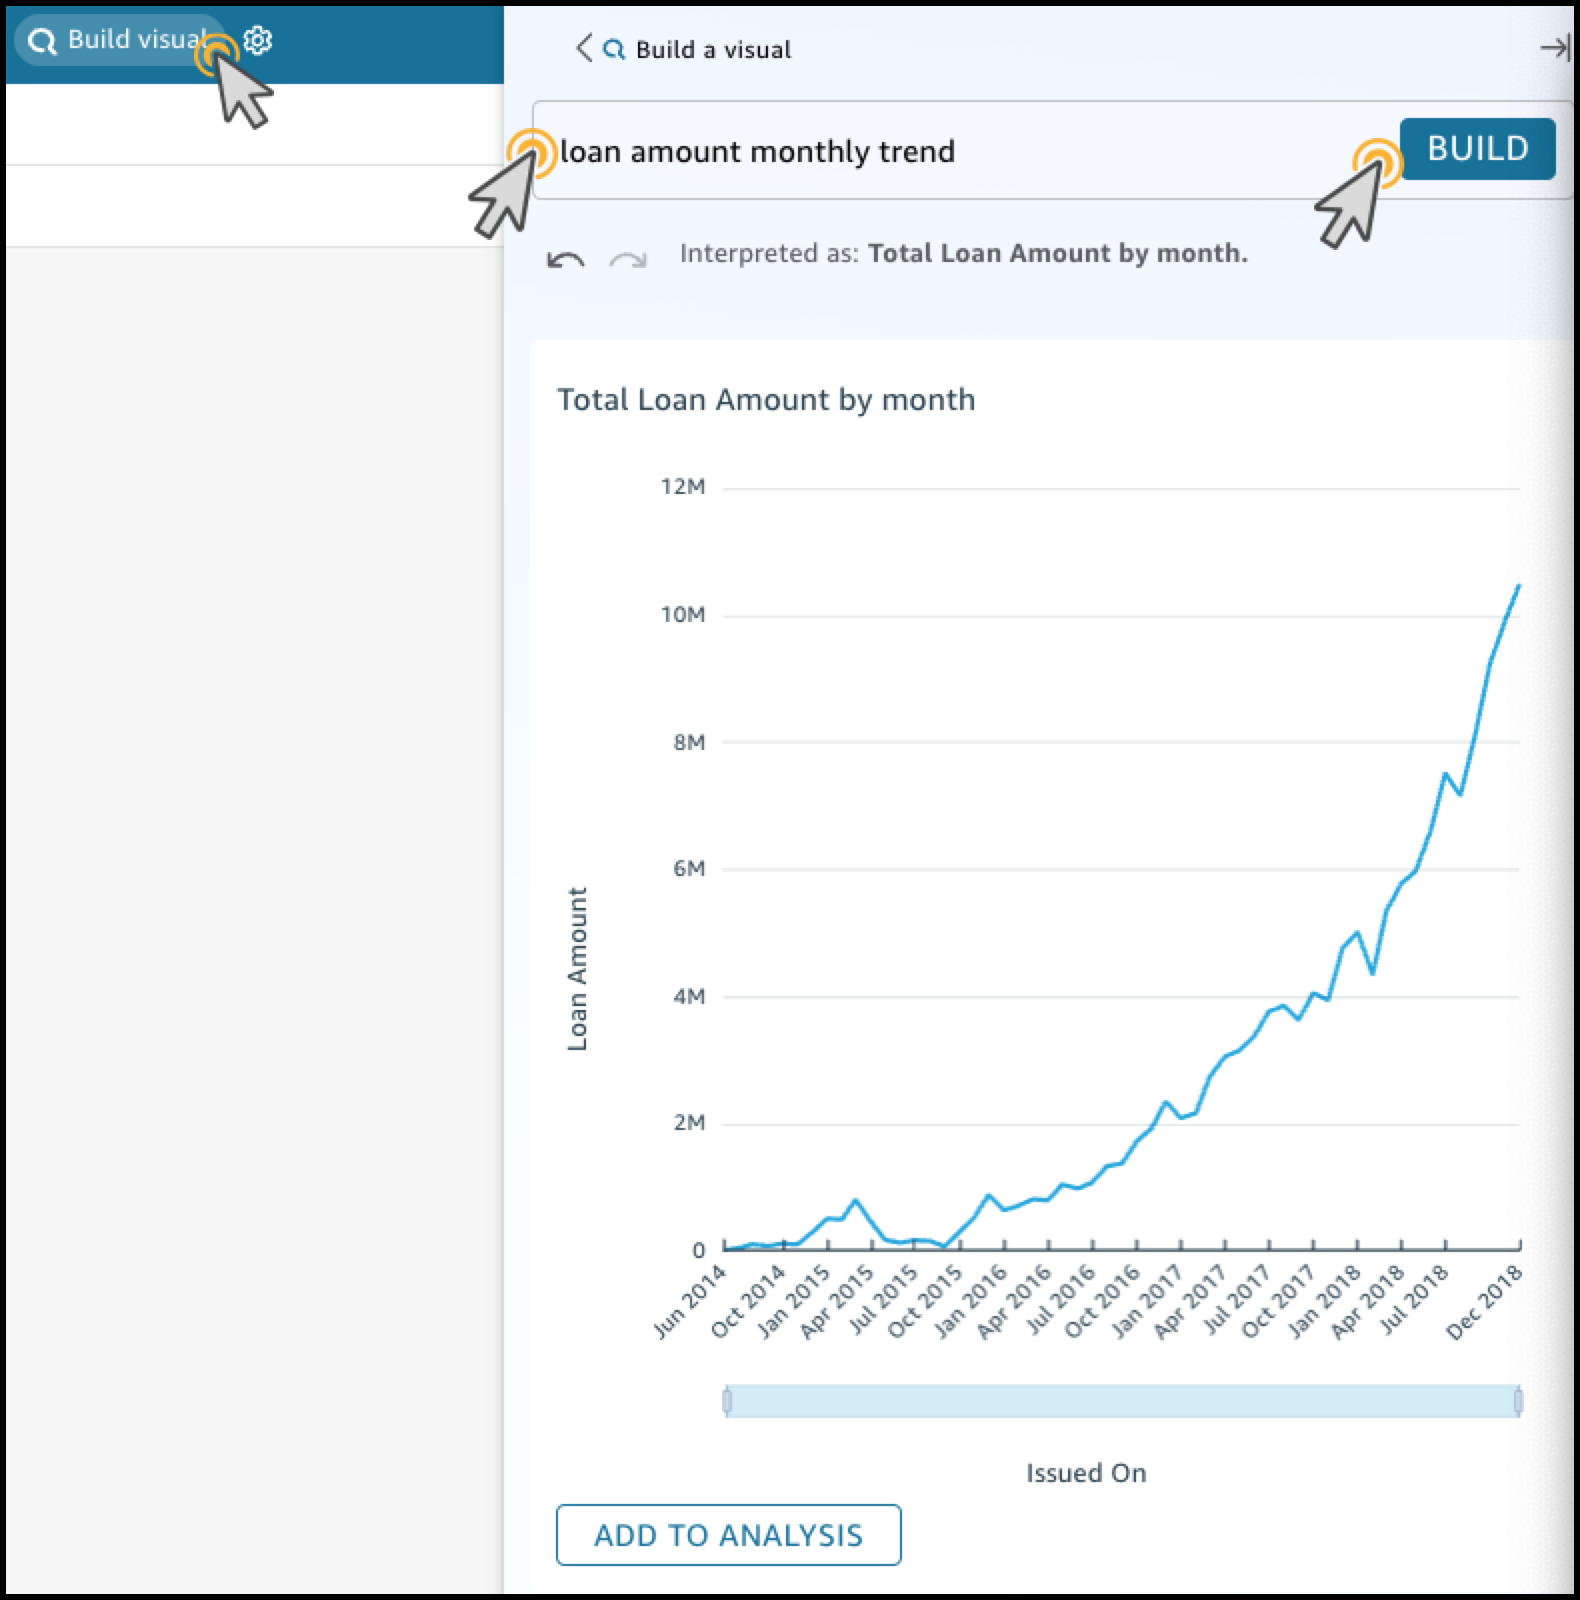 Build visual
Build a visual
loan amount monthly trend
BUILD
Interpreted as: Total Loan Amount by month.
Total Loan Amount by month
12M
10M
8M
6M
4M
2M
0
Loan Amount
Jun 2014
Oct 2014
Jan 2015
Apr 2015
Jul 2015
Oct 2015
Jan 2016
Apr 2016
Jul 2016
Oct 2016
Jan 2017
Apr 2017
Jul 2017
Oct 2017
Jan 2018
Apr 2018
Jul 2018
Dec 2018
Issued On
ADD TO ANALYSIS